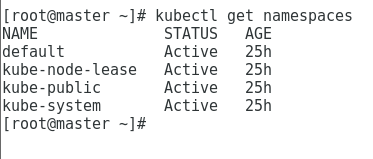 [root@master ~]# kubectl get namespaces
NAME              STATUS   AGE
default           Active   25h
kube-node-lease   Active   25h
kube-public       Active   25h
kube-system       Active   25h
[root@master ~]#